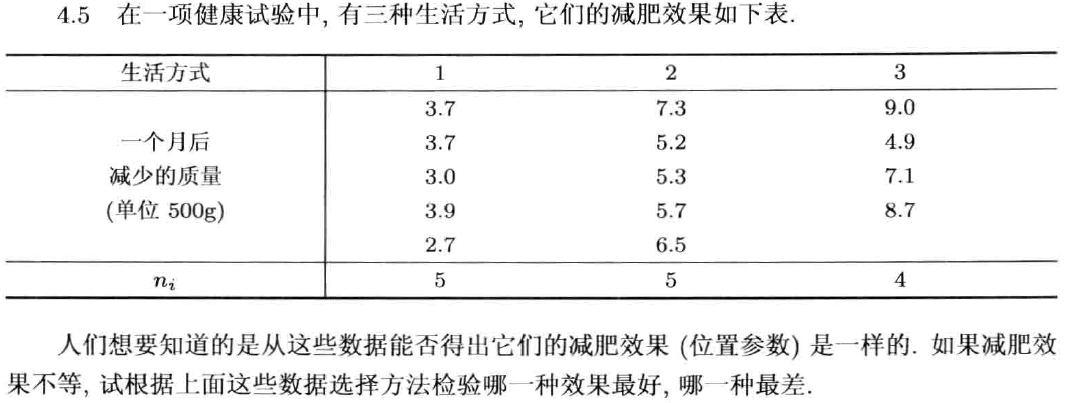 4.5 在一项健康试验中, 有三种生活方式, 它们的减肥效果如下表.
生活方式 1 2 3
3.7 7.3 9.0
一个月后 3.7 5.2 4.9
减少的质量 3.0 5.3 7.1
(单位 500g) 3.9 5.7 8.7
2.7 6.5
n_i 5 5 4
人们想要知道的是从这些数据能否得出它们的减肥效果 (位置参数) 是一样的. 如果减肥效
果不等, 试根据上面这些数据选择方法检验哪一种效果最好, 哪一种最差.